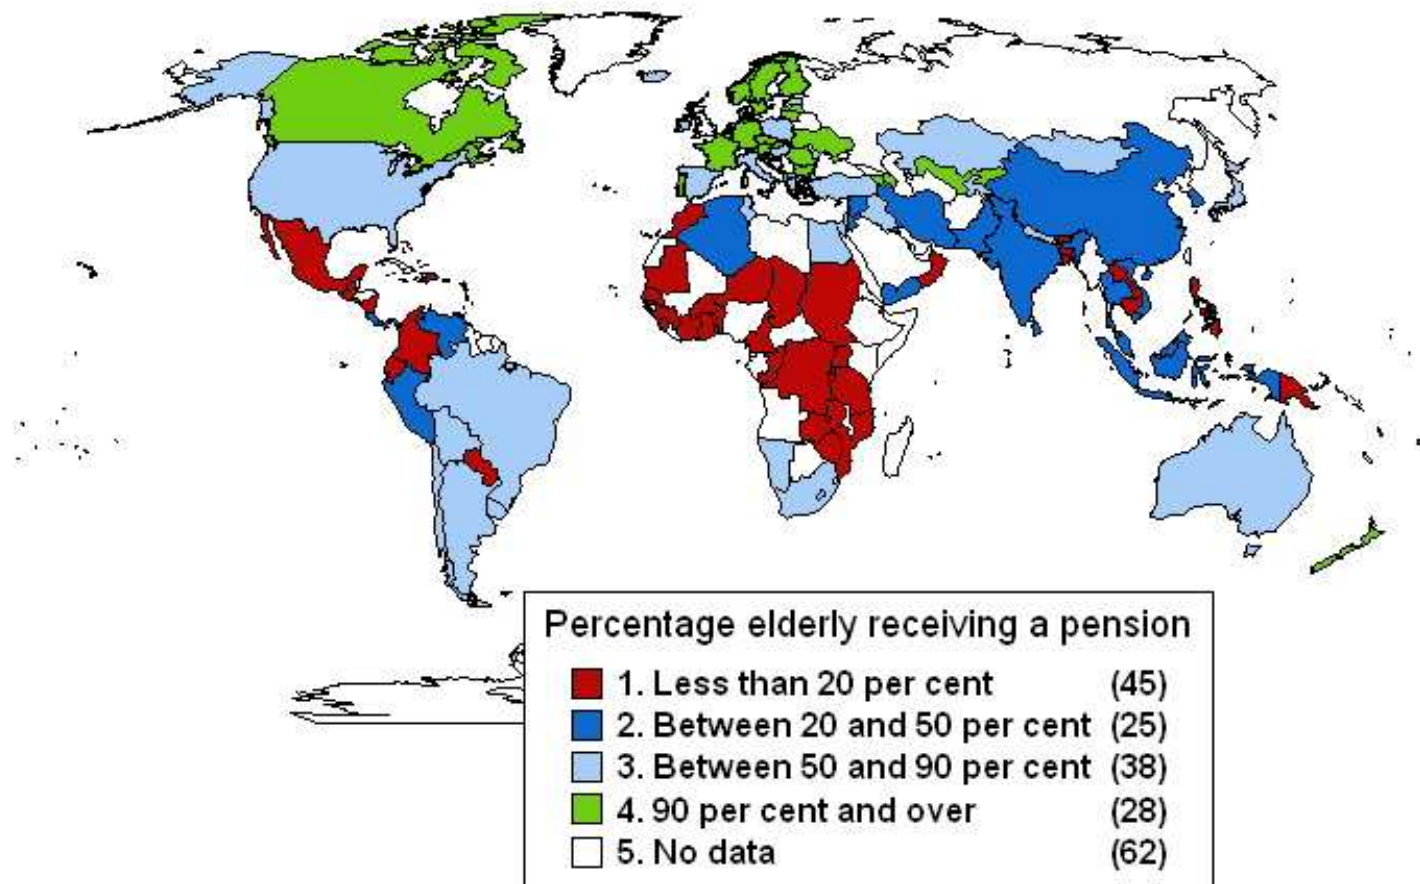 Percentage elderly receiving a pension
1. Less than 20 per cent (45)
2. Between 20 and 50 per cent (25)
3. Between 50 and 90 per cent (38)
4. 90 per cent and over (28)
5. No data (62)